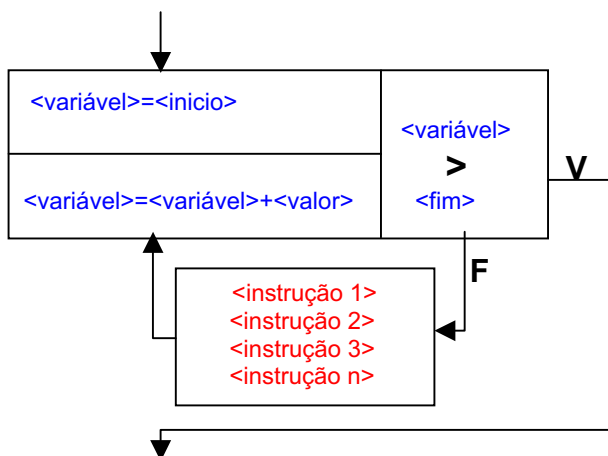 <variável>=<inicio>
<variável>=<variável>+<valor>
<variável>
>
<fim>
V
F
<instrução 1>
<instrução 2>
<instrução 3>
<instrução n>